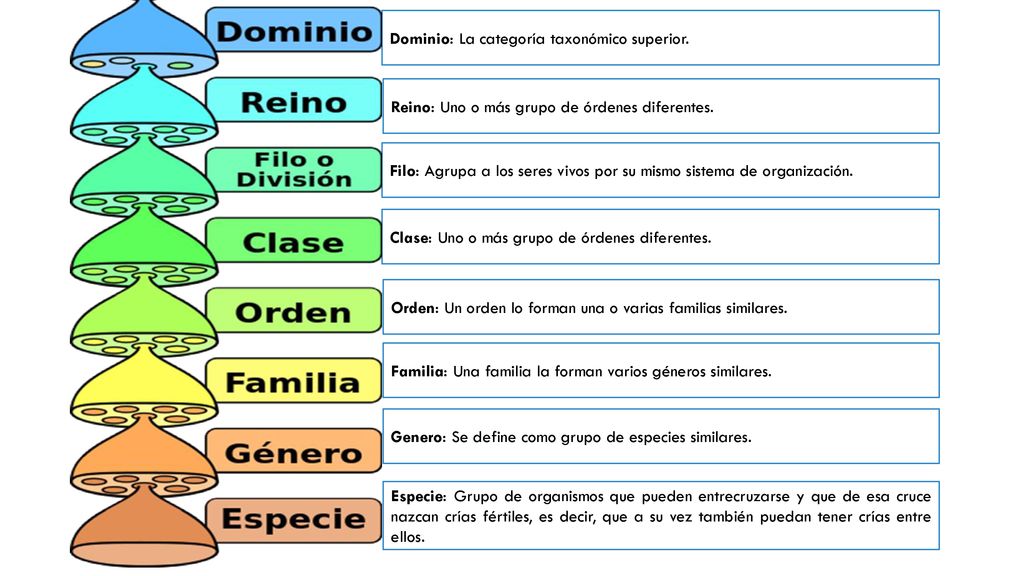 Dominio
Dominio: La categoría taxonómico superior.
Reino
Reino: Uno o más grupo de órdenes diferentes.
Filo o
División
Filo: Agrupa a los seres vivos por su mismo sistema de organización.
Clase
Clase: Uno o más grupo de órdenes diferentes.
Orden
Orden: Un orden lo forman una o varias familias similares.
Familia
Familia: Una familia la forman varios géneros similares.
Género
Genero: Se define como grupo de especies similares.
Especie
Especie: Grupo de organismos que pueden entrecruzarse y que de esa cruce
nazcan crías fértiles, es decir, que a su vez también puedan tener crías entre
ellos.